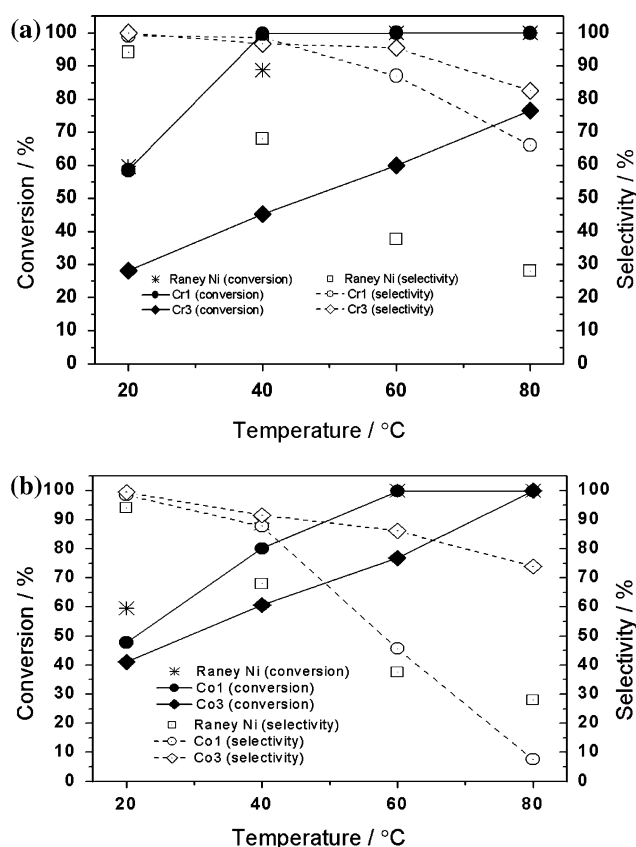 (a)
100 100
90 90
80 80
70 70
60 60
50 50
40 40
30 30
20 20
10 10
0 0
Conversion / %
Selectivity / %
Raney Ni (conversion) Raney Ni (selectivity)
Cr1 (conversion) Cr1 (selectivity)
Cr3 (conversion) Cr3 (selectivity)
20 40 60 80
Temperature / °C
(b)
100 100
90 90
80 80
70 70
60 60
50 50
40 40
30 30
20 20
10 10
0 0
Conversion / %
Selectivity / %
Raney Ni (conversion)
Co1 (conversion)
Co3 (conversion)
Raney Ni (selectivity)
Co1 (selectivity)
Co3 (selectivity)
20 40 60 80
Temperature / °C